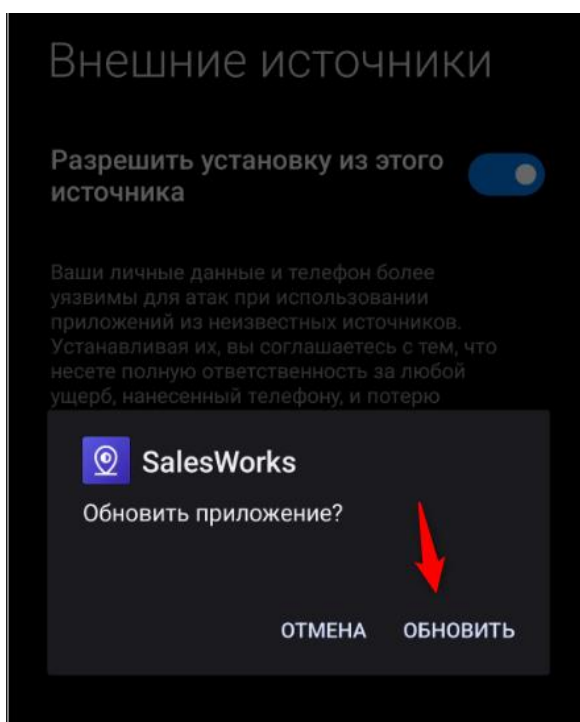 Внешние источники
Разрешить установку из этого
источника
Ваши личные данные и телефон более
уязвимы для атак при использовании
приложений из неизвестных источников.
Устанавливая их, вы соглашаетесь с тем, что
несете полную ответственность за любой
ущерб, нанесенный телефону, и потерю
SalesWorks
Обновить приложение?
ОТМЕНА ОБНОВИТЬ